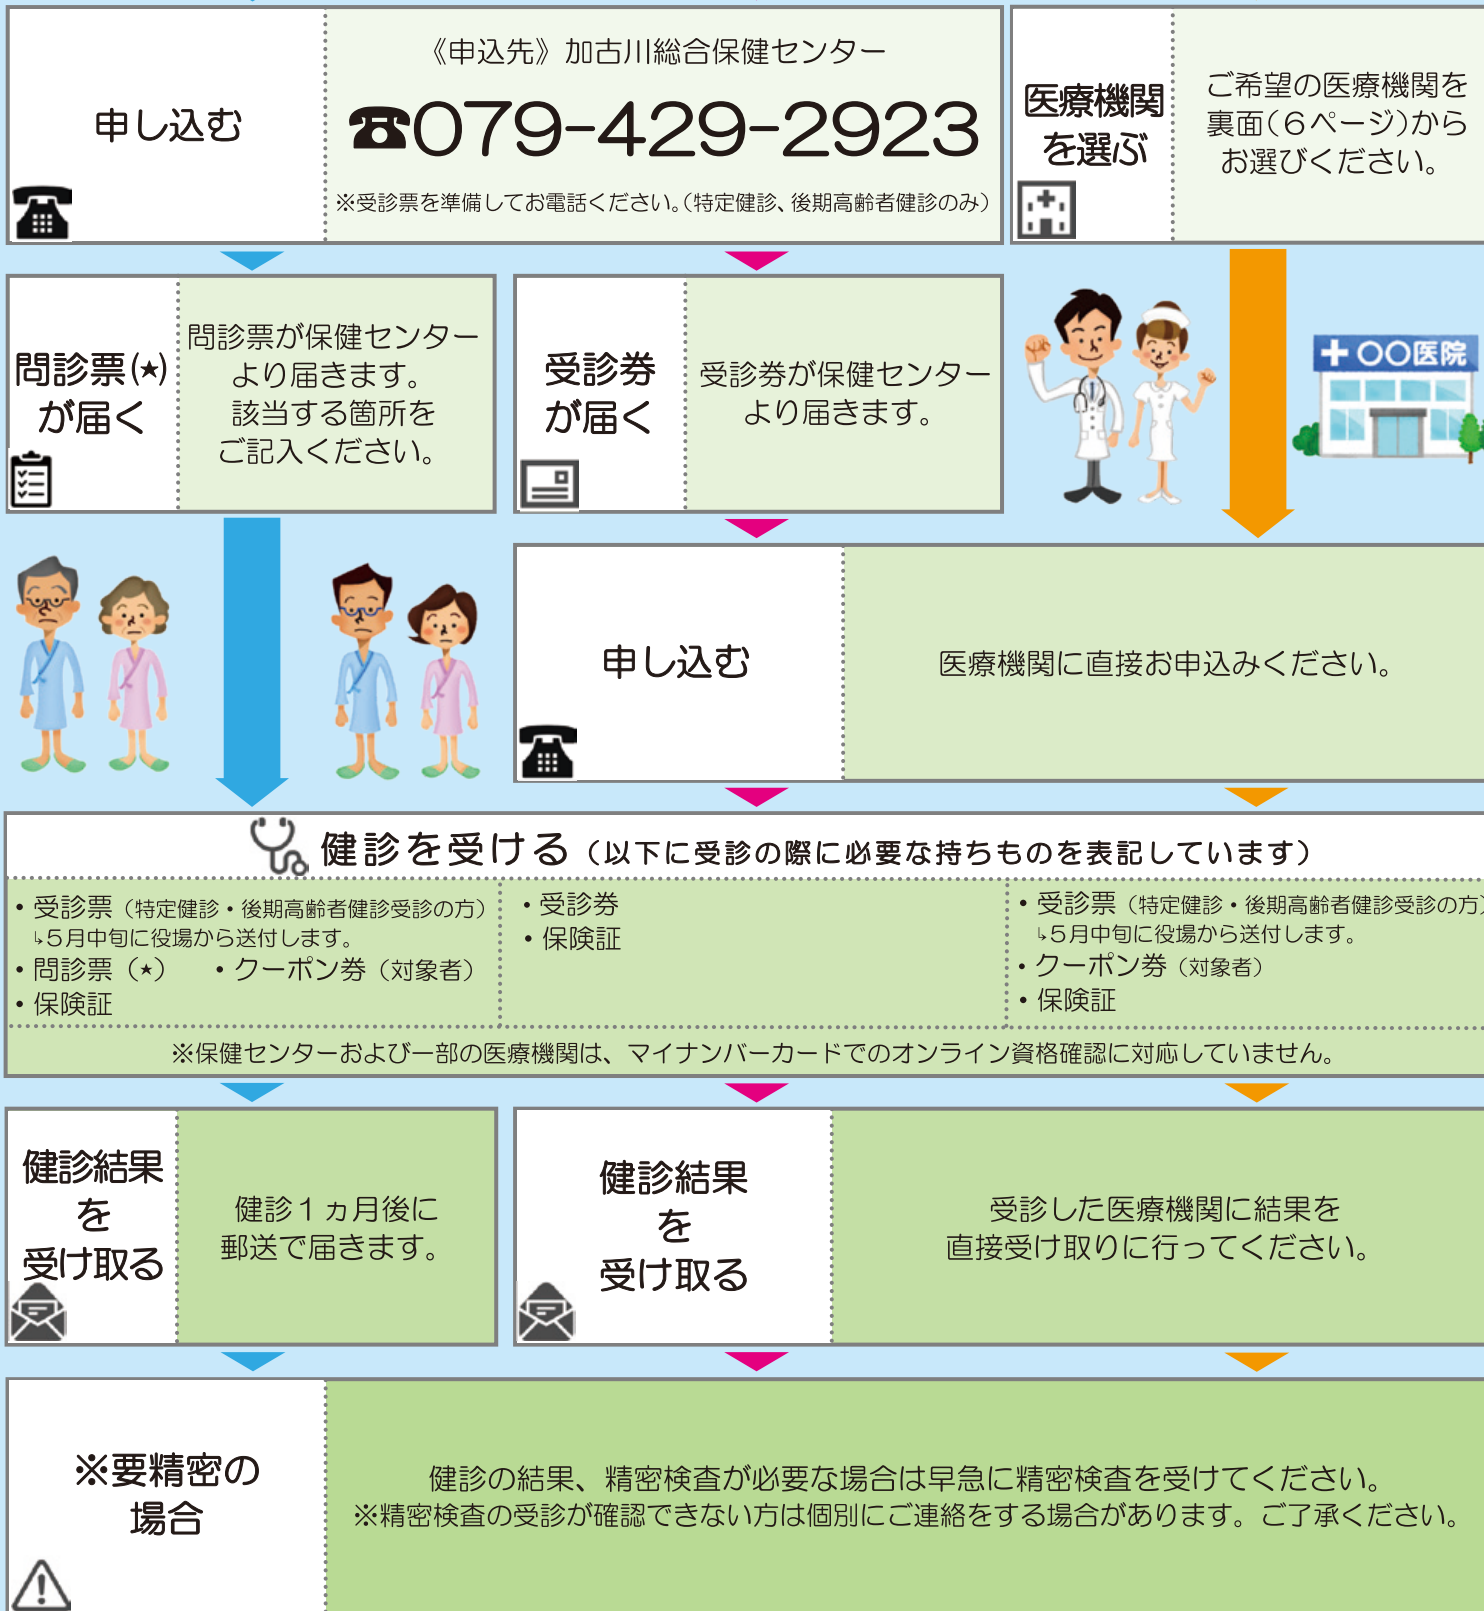 申し込む
《申込先》加古川総合保健センター
☎079-429-2923
※受診票を準備してお電話ください。(特定健診、後期高齢者健診のみ)
医療機関
を選ぶ
ご希望の医療機関を
裏面(6ページ)から
お選びください。
問診票(★)
が届く
問診票が保健センター
より届きます。
該当する箇所を
ご記入ください。
受診券
が届く
受診券が保健センター
より届きます。
〇〇医院
申し込む
医療機関に直接お申込みください。
健診を受ける(以下に受診の際に必要な持ちものを表記しています)
・受診票(特定健診・後期高齢者健診受診の方)
↳5月中旬に役場から送付します。
・問診票(★) ・クーポン券(対象者)
・保険証
・受診券
・保険証
・受診票(特定健診・後期高齢者健診受診の方)
↳5月中旬に役場から送付します。
・クーポン券(対象者)
・保険証
※保健センターおよび一部の医療機関は、マイナンバーカードでのオンライン資格確認に対応していません。
健診結果
を
受け取る
健診1ヵ月後に
郵送で届きます。
健診結果
を
受け取る
受診した医療機関に結果を
直接受け取りに行ってください。
※要精密の
場合
健診の結果、精密検査が必要な場合は早急に精密検査を受けてください。
※精密検査の受診が確認できない方は個別にご連絡をする場合があります。ご了承ください。